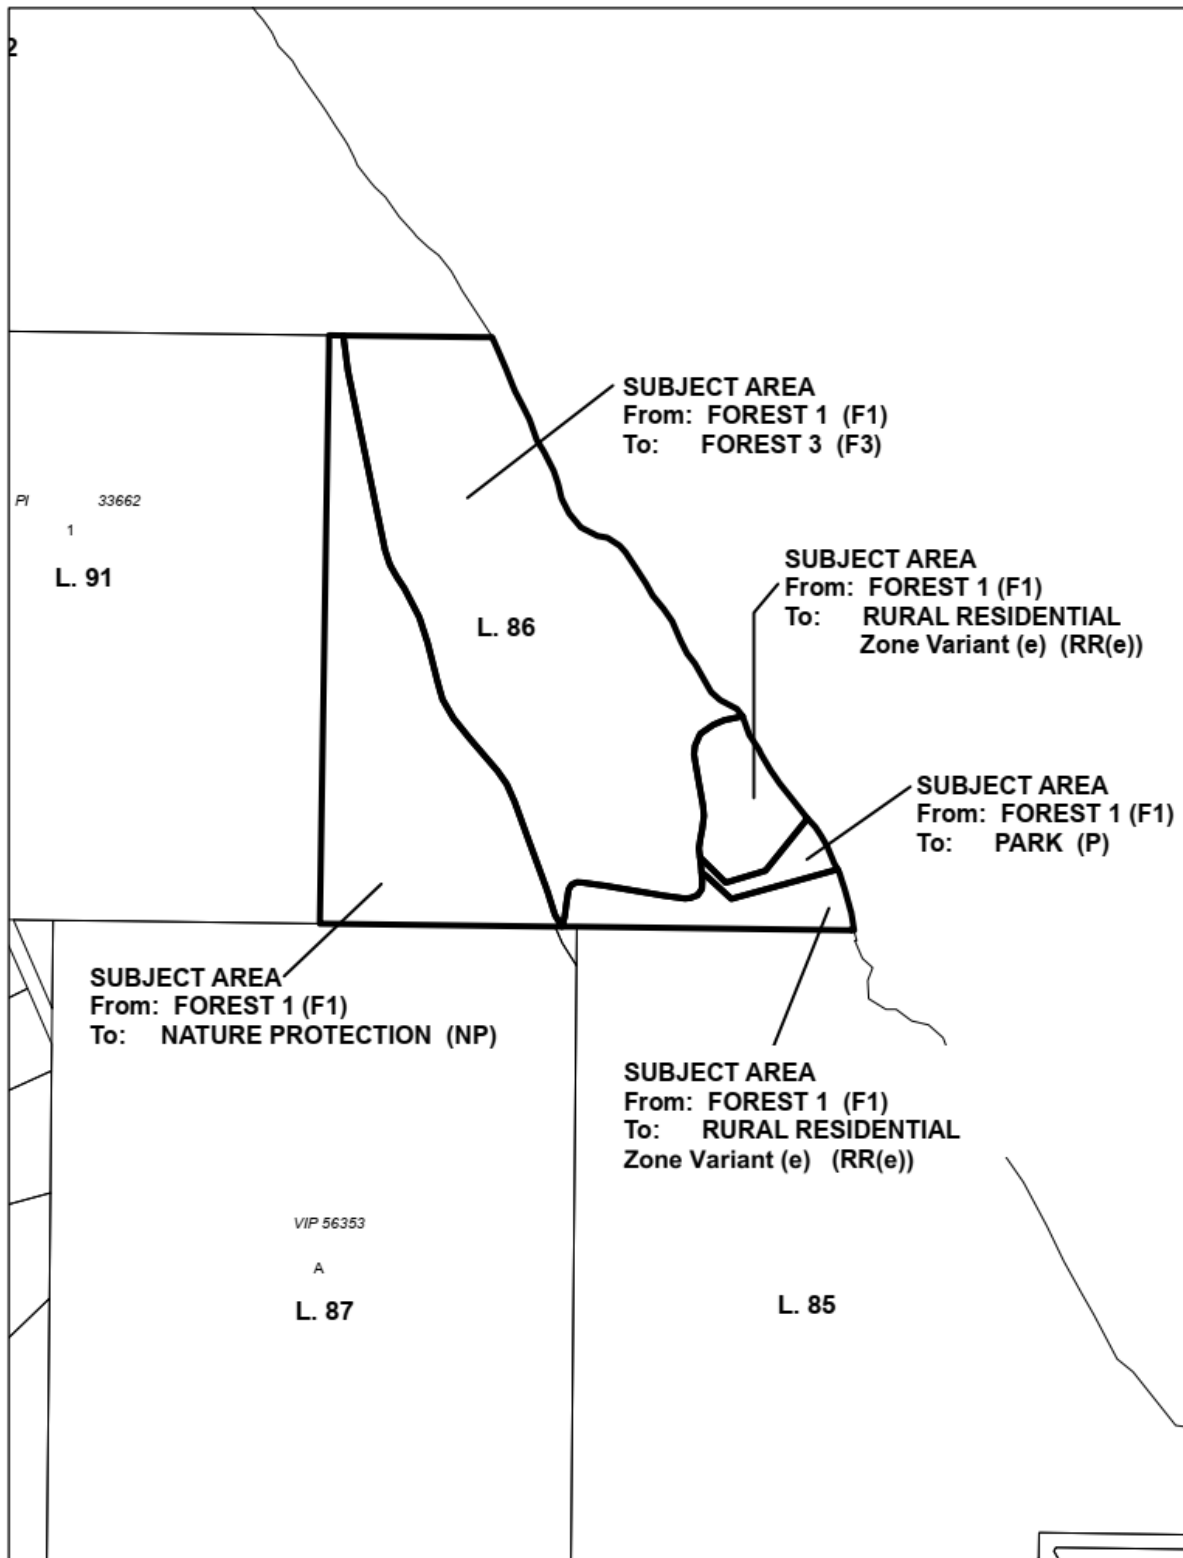 2
SUBJECT AREA
From: FOREST 1 (F1)
To: FOREST 3 (F3)
PI 33662
1
L. 91
SUBJECT AREA
From: FOREST 1 (F1)
To: RURAL RESIDENTIAL
Zone Variant (e) (RR(e))
L. 86
SUBJECT AREA
From: FOREST 1 (F1)
To: PARK (P)
SUBJECT AREA
From: FOREST 1 (F1)
To: NATURE PROTECTION (NP)
SUBJECT AREA
From: FOREST 1 (F1)
To: RURAL RESIDENTIAL
Zone Variant (e) (RR(e))
VIP 56353
A
L. 87
L. 85